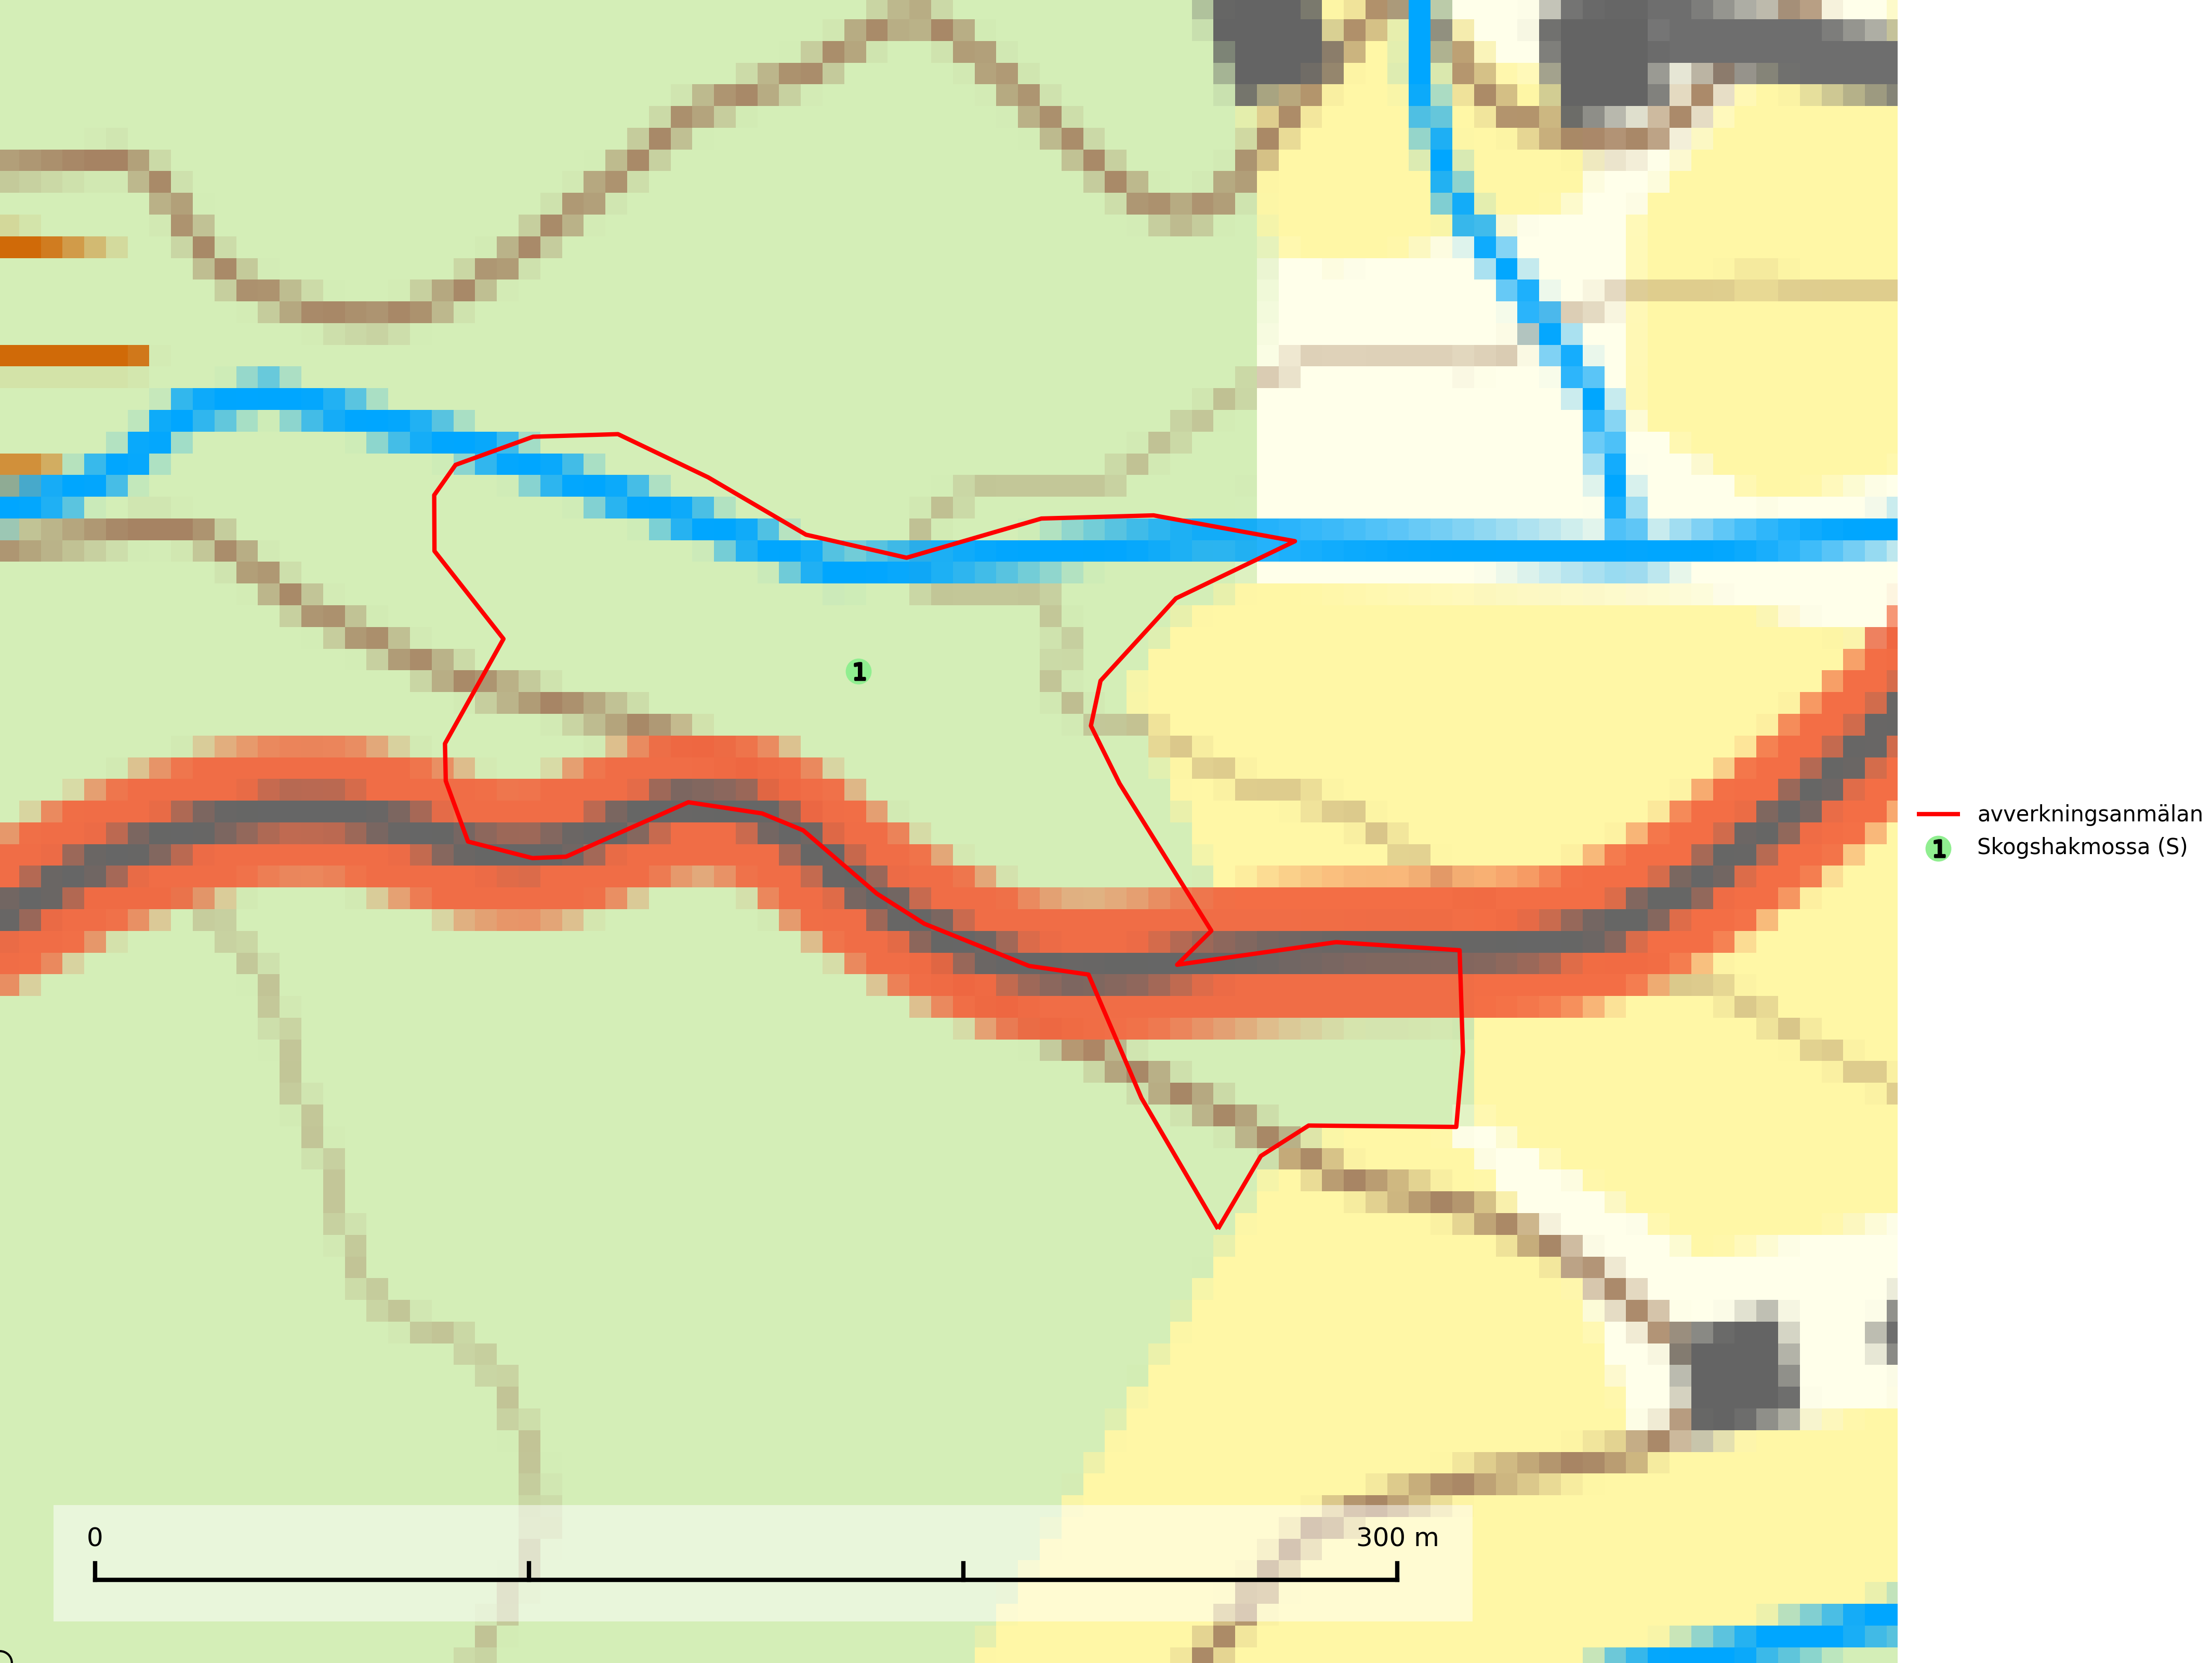 1
avverkningsanmälan
1 Skogshakmossa (S)
0 300 m